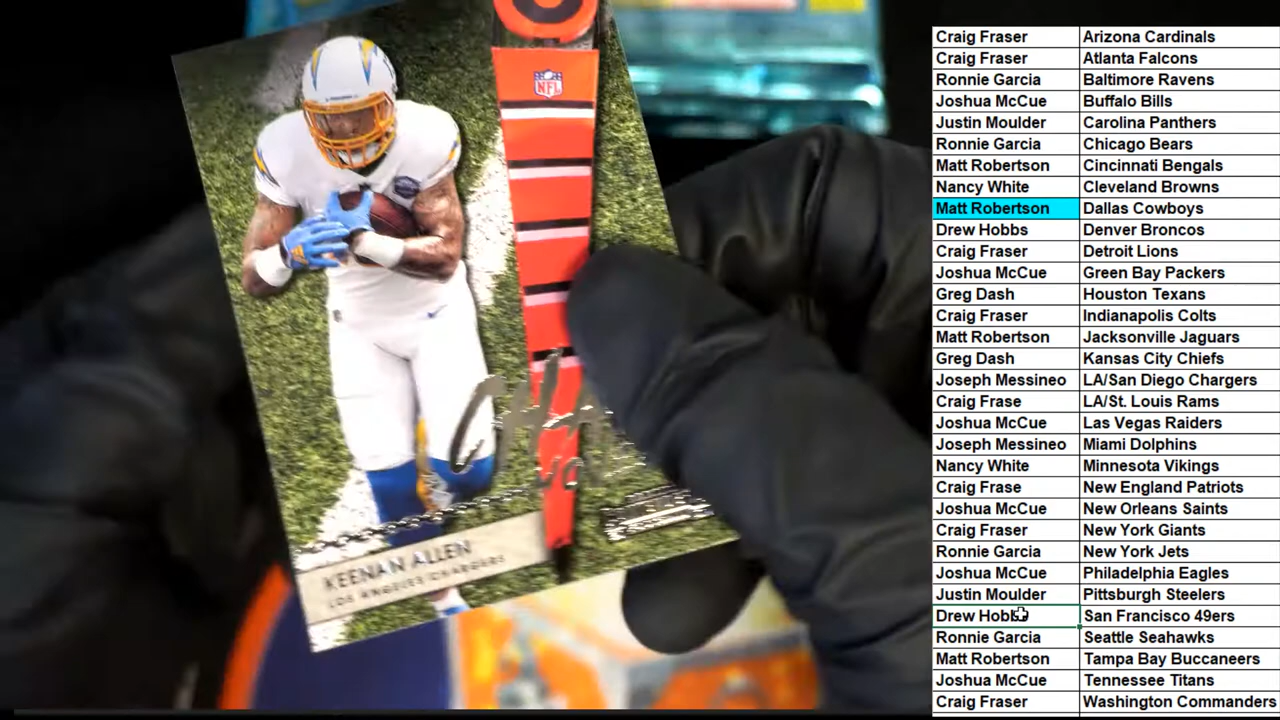 NFL
KEENAN ALLEN
LOS ANGELES CHARGERS
Craig Fraser Arizona Cardinals
Craig Fraser Atlanta Falcons
Ronnie Garcia Baltimore Ravens
Joshua McCue Buffalo Bills
Justin Moulder Carolina Panthers
Ronnie Garcia Chicago Bears
Matt Robertson Cincinnati Bengals
Nancy White Cleveland Browns
Matt Robertson Dallas Cowboys
Drew Hobbs Denver Broncos
Craig Fraser Detroit Lions
Joshua McCue Green Bay Packers
Greg Dash Houston Texans
Craig Fraser Indianapolis Colts
Matt Robertson Jacksonville Jaguars
Greg Dash Kansas City Chiefs
Joseph Messineo LA/San Diego Chargers
Craig Frase LA/St. Louis Rams
Joshua McCue Las Vegas Raiders
Joseph Messineo Miami Dolphins
Nancy White Minnesota Vikings
Craig Frase New England Patriots
Joshua McCue New Orleans Saints
Craig Fraser New York Giants
Ronnie Garcia New York Jets
Joshua McCue Philadelphia Eagles
Justin Moulder Pittsburgh Steelers
Drew Hobbs San Francisco 49ers
Ronnie Garcia Seattle Seahawks
Matt Robertson Tampa Bay Buccaneers
Joshua McCue Tennessee Titans
Craig Fraser Washington Commanders